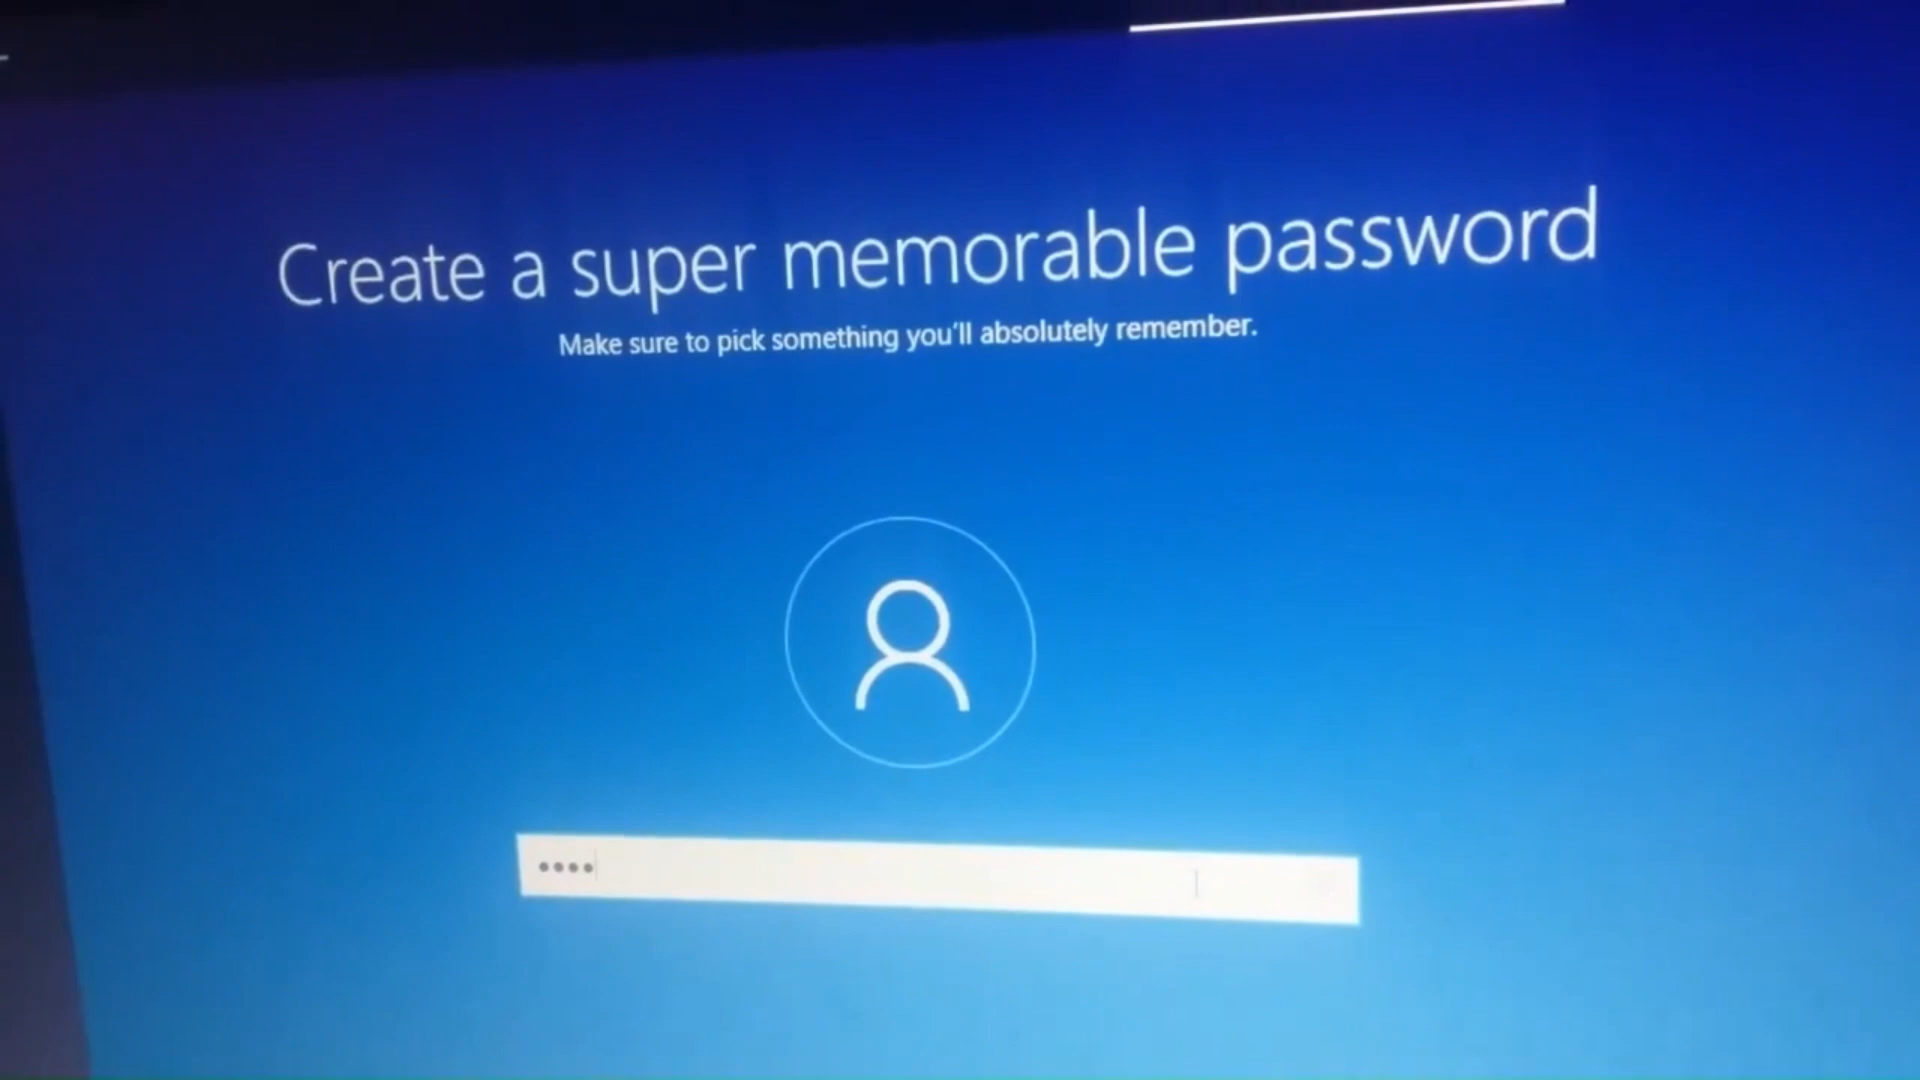 Create a super memorable password
Make sure to pick something you'll absolutely remember.
••••